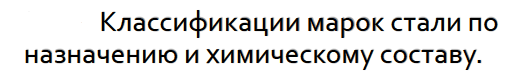 Классификации марок стали по
назначению и химическому составу.